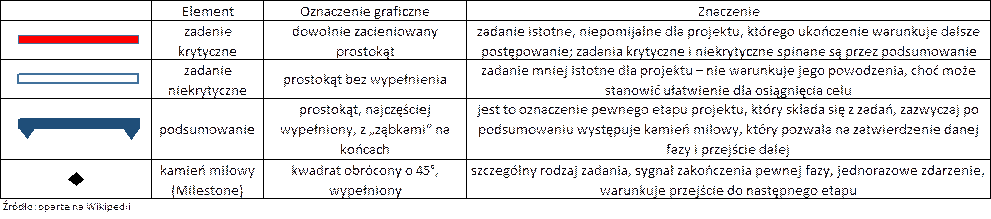 Element Oznaczenie graficzne Znaczenie
zadanie
krytyczne
dowolnie zacieniowany
prostokąt
zadanie istotne, niepomijalne dla projektu, którego ukończenie warunkuje dalsze
postępowanie; zadania krytyczne i niekrytyczne spinane są przez podsumowanie
zadanie
niekrytyczne
prostokąt bez wypełnienia
zadanie mniej istotne dla projektu – nie warunkuje jego powodzenia, choć może
stanowić ułatwienie dla osiągnięcia celu
podsumowanie
prostokąt, najczęściej
wypełniony, z „ząbkami” na
końcach
jest to oznaczenie pewnego etapu projektu, który składa się z zadań, zazwyczaj po
podsumowaniu występuje kamień milowy, który pozwala na zatwierdzenie danej
fazy i przejście dalej
kamień milowy
(Milestone)
kwadrat obrócony o 45°,
wypełniony
szczególny rodzaj zadania, sygnał zakończenia pewnej fazy, jednorazowe zdarzenie,
warunkuje przejście do następnego etapu
Źródło: oparte na Wikipedii